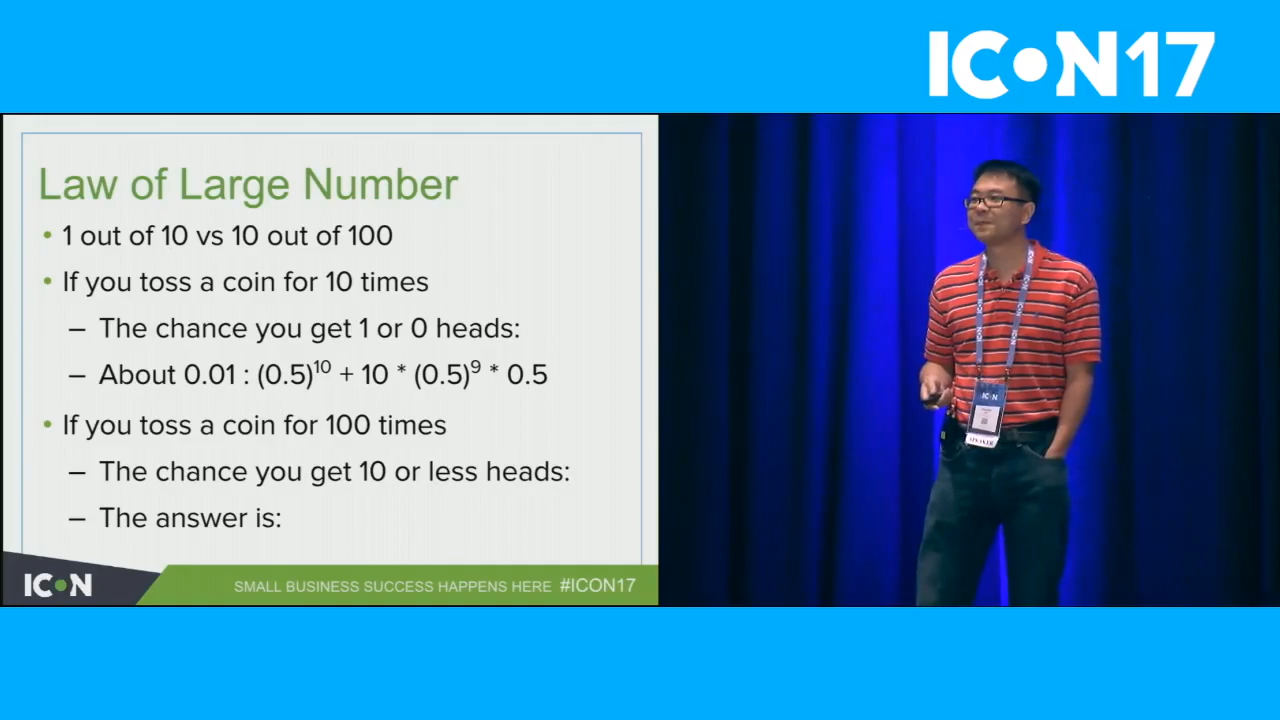 ICON17
Law of Large Number
• 1 out of 10 vs 10 out of 100
• If you toss a coin for 10 times
– The chance you get 1 or 0 heads:
– About 0.01 : (0.5)¹⁰ + 10 * (0.5)⁹ * 0.5
• If you toss a coin for 100 times
– The chance you get 10 or less heads:
– The answer is:
ICON
SMALL BUSINESS SUCCESS HAPPENS HERE #ICON17
ICON
SPEAKER